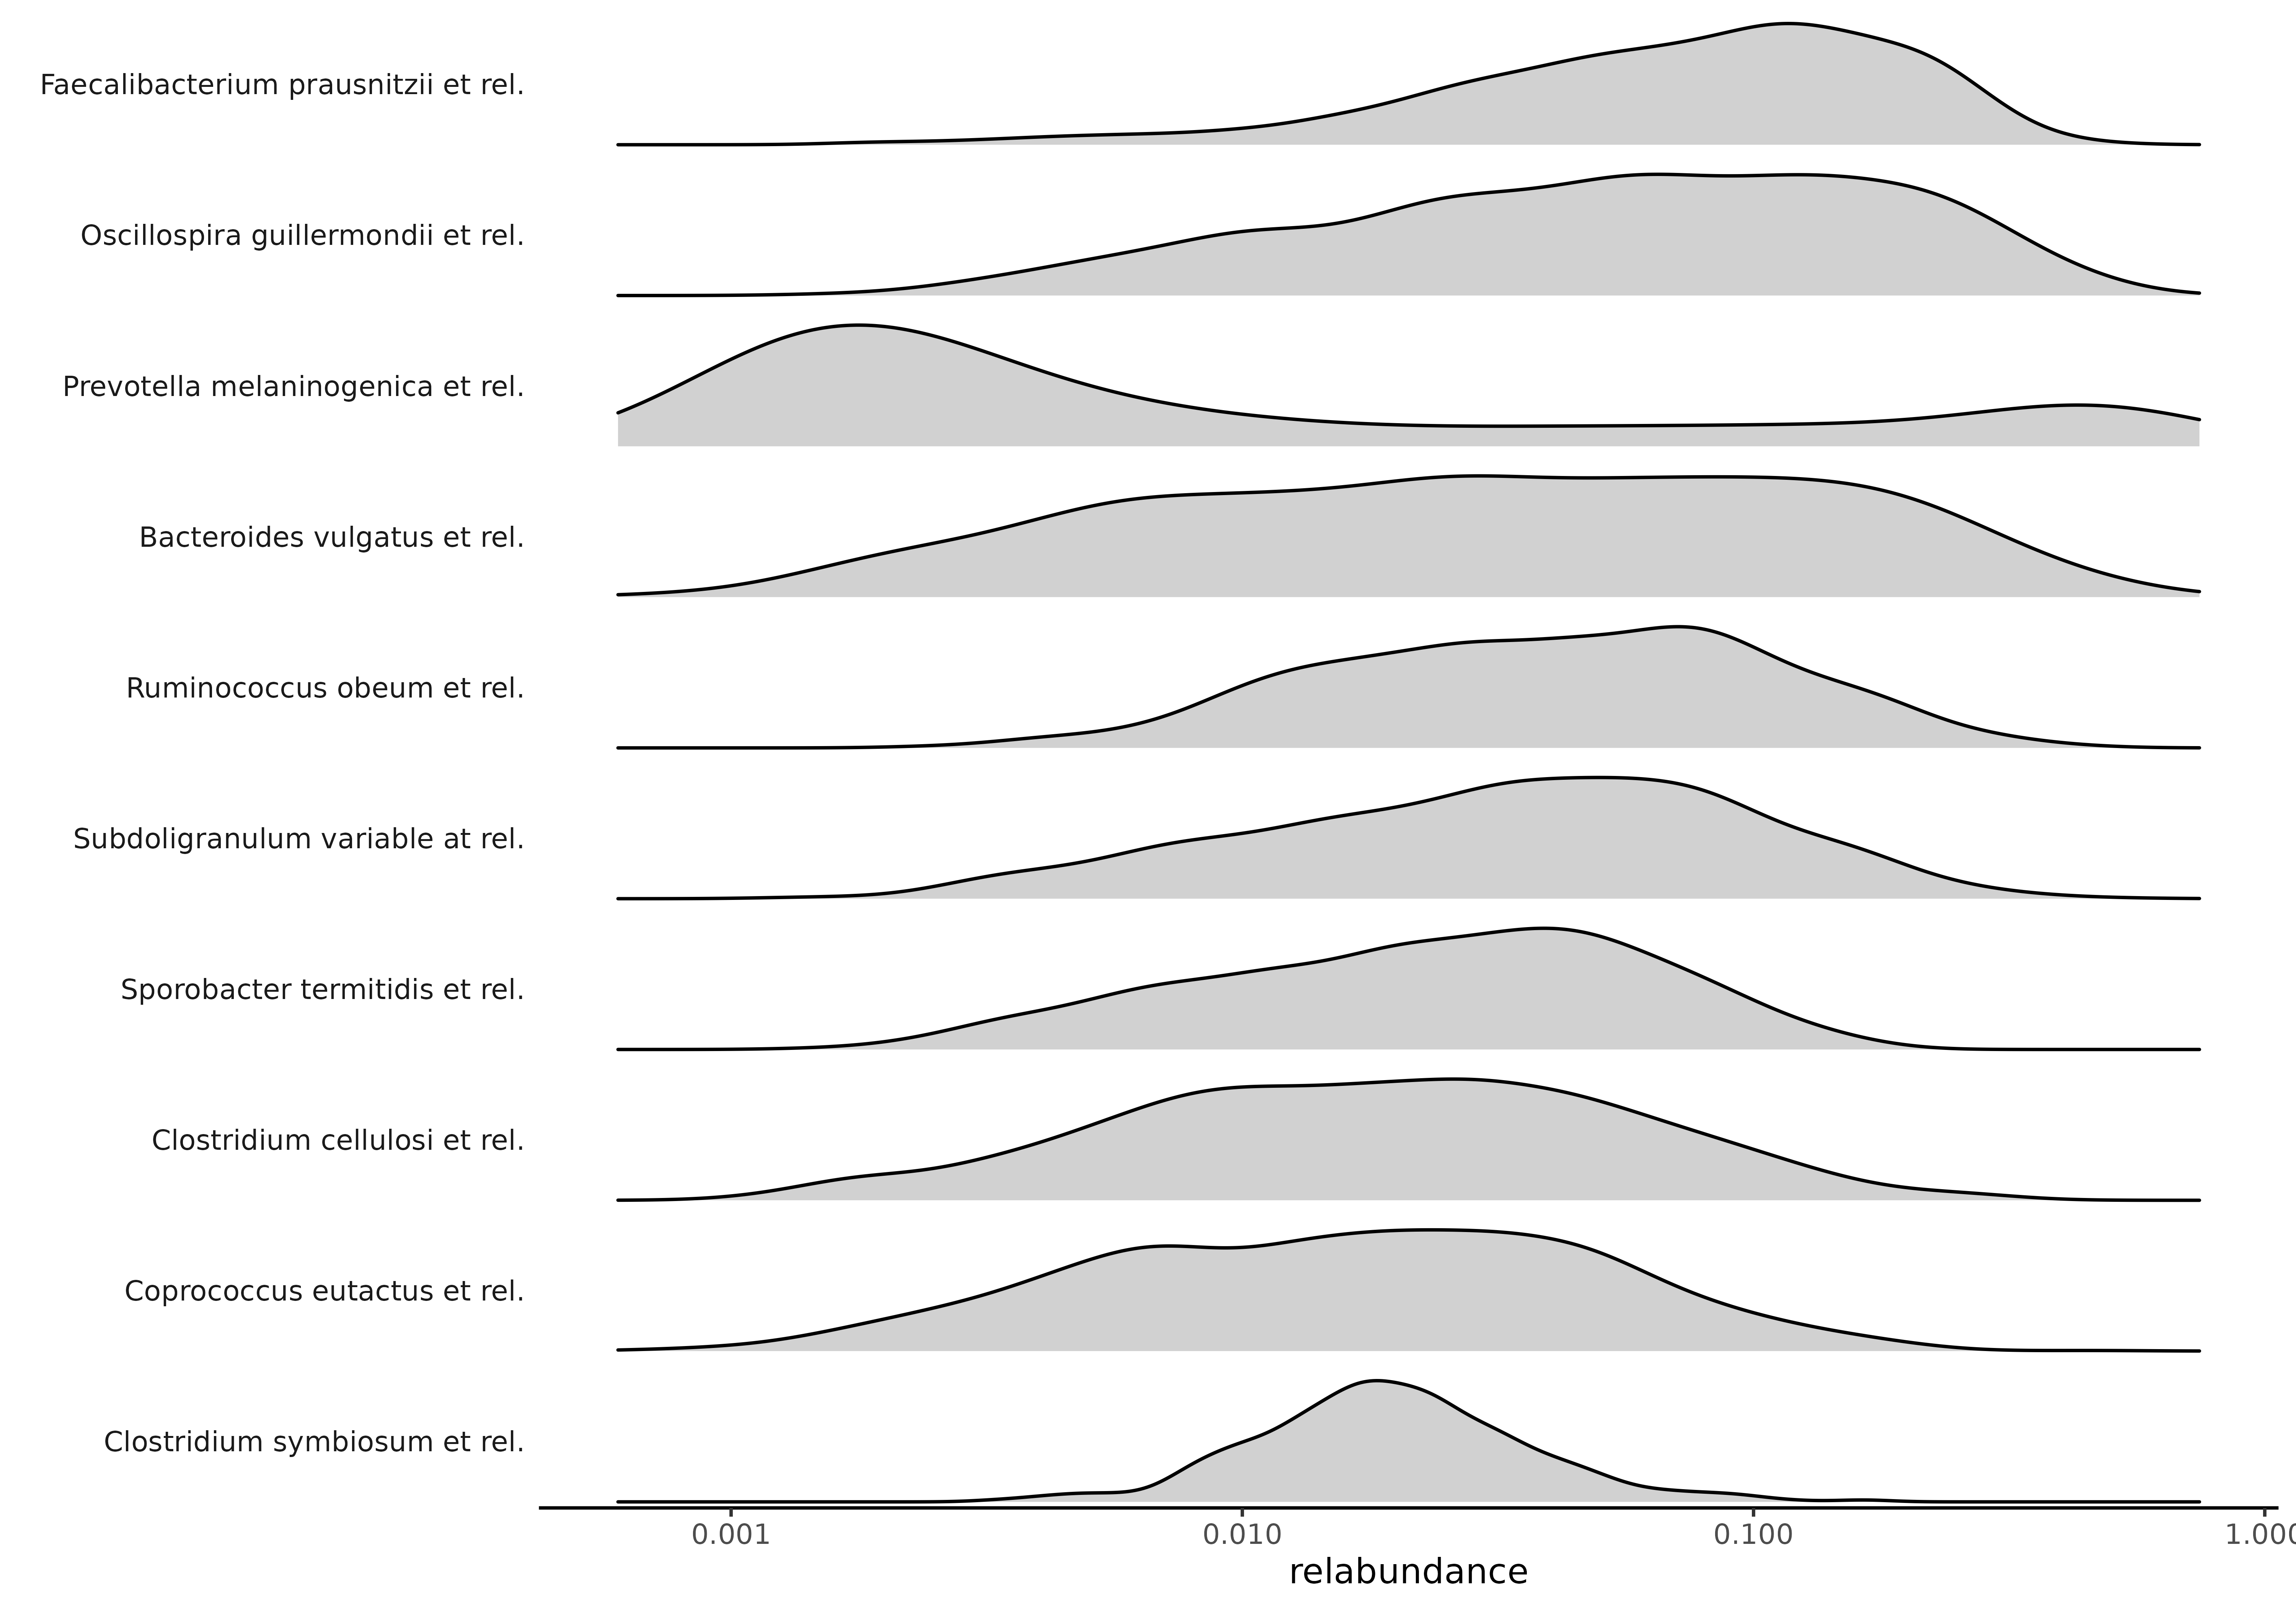 Faecalibacterium prausnitzii et rel.
Oscillospira guillermondii et rel.
Prevotella melaninogenica et rel.
Bacteroides vulgatus et rel.
Ruminococcus obeum et rel.
Subdoligranulum variable at rel.
Sporobacter termitidis et rel.
Clostridium cellulosi et rel.
Coprococcus eutactus et rel.
Clostridium symbiosum et rel.
0.001 0.010 0.100 1.000
relabundance